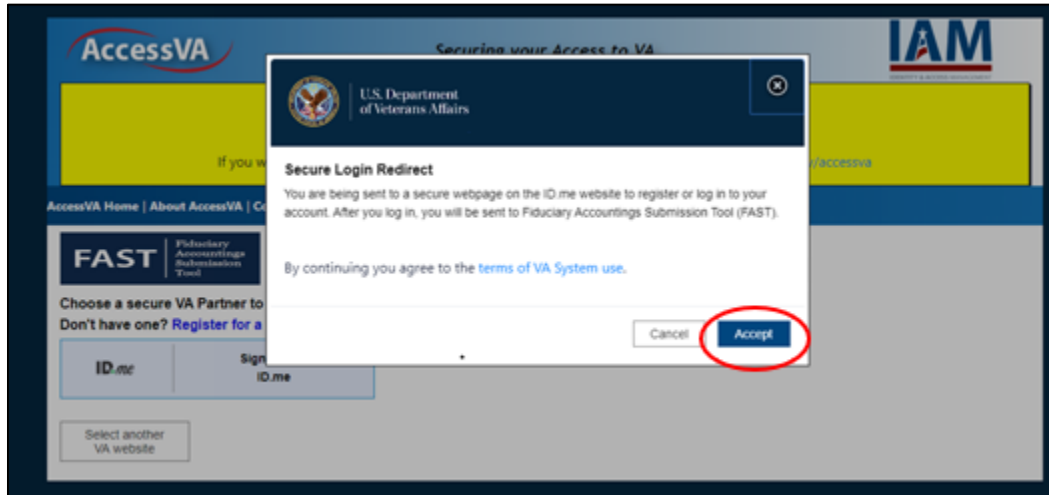 AccessVA
Securing your Access to VA
IAM
IDENTITY & ACCESS MANAGEMENT
U.S. Department
of Veterans Affairs
If you w
/accessva
Secure Login Redirect
You are being sent to a secure webpage on the ID.me website to register or log in to your
account. After you log in, you will be sent to Fiduciary Accountings Submission Tool (FAST).
AccessVA Home | About AccessVA | Co
FAST
Fiduciary
Accountings
Submission
Tool
By continuing you agree to the terms of VA System use.
Choose a secure VA Partner to
Don't have one? Register for a
Cancel
Accept
ID.me
Sign
ID.me
Select another
VA website